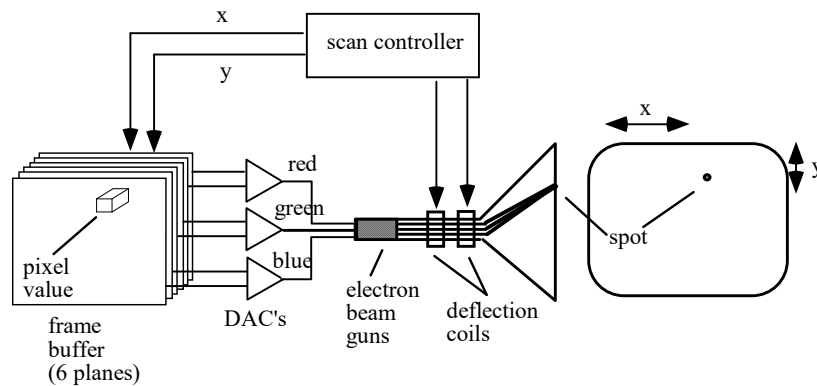 x
y
scan controller
red
green
blue
pixel
value
frame
buffer
(6 planes)
DAC's
electron
beam
guns
deflection
coils
spot
x
y